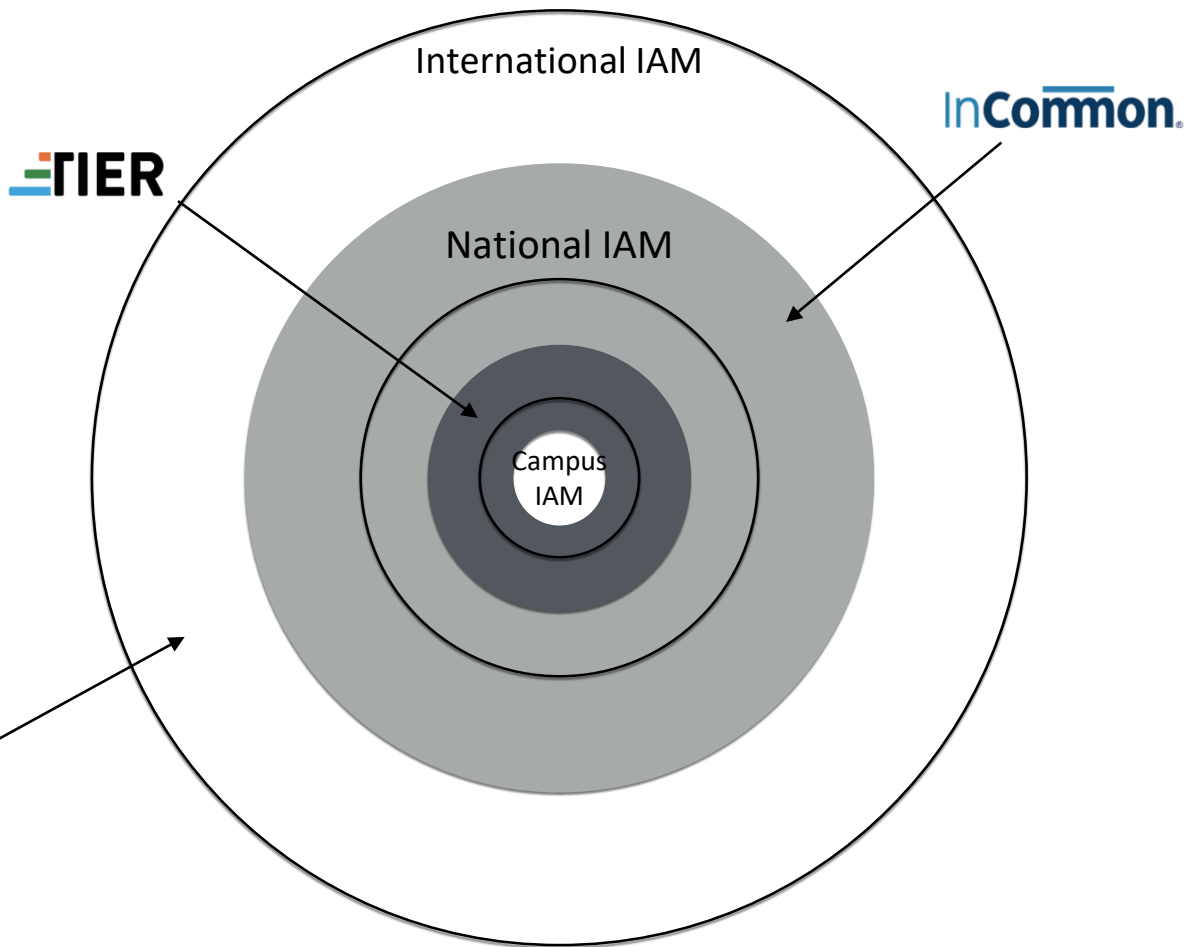 International IAM
InCommon®
TIER
National IAM
Campus
IAM